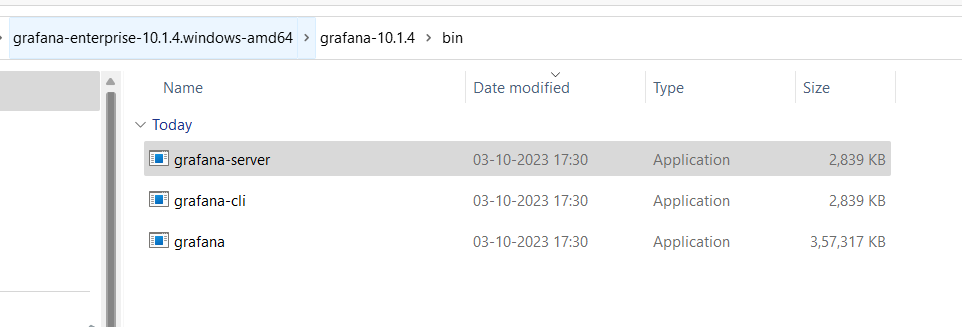 grafana-enterprise-10.1.4.windows-amd64 > grafana-10.1.4 > bin
Name Date modified Type Size
Today
grafana-server 03-10-2023 17:30 Application 2,839 KB
grafana-cli 03-10-2023 17:30 Application 2,839 KB
grafana 03-10-2023 17:30 Application 3,57,317 KB